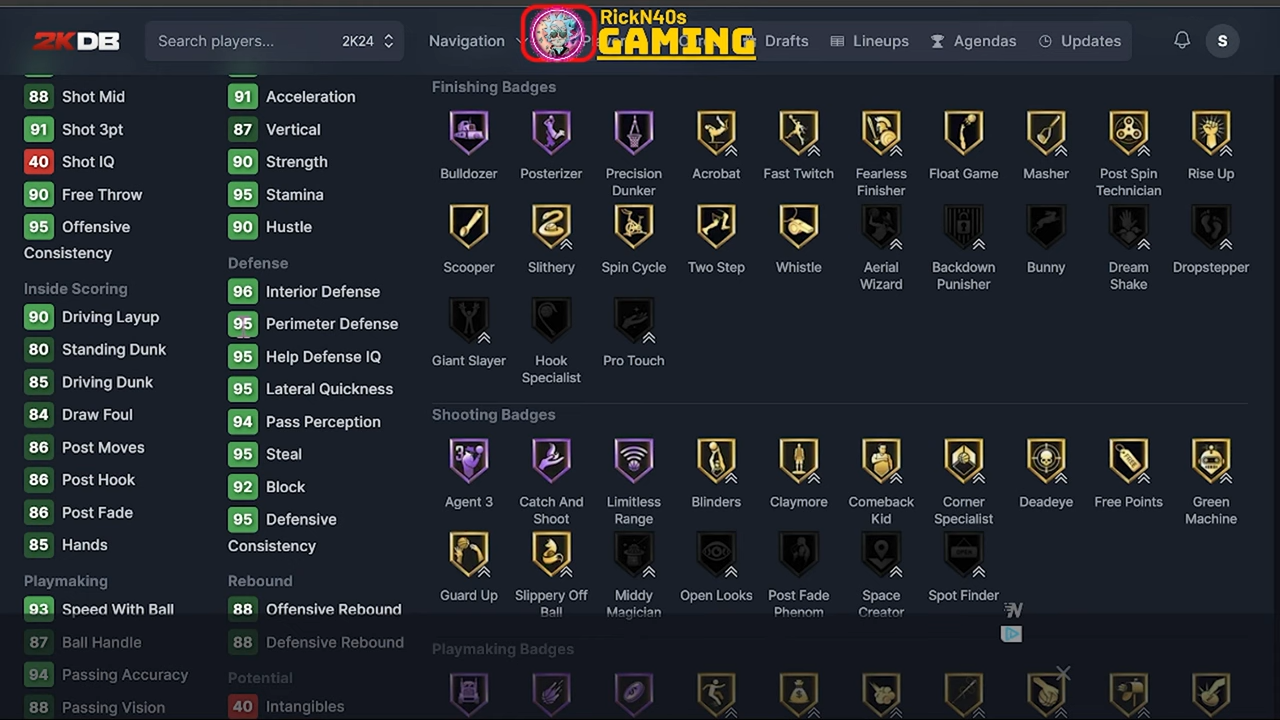 2KDB
Search players...
2K24
Navigation
RickN40s
GAMING
Drafts
Lineups
Agendas
Updates
S
88 Shot Mid
91 Shot 3pt
40 Shot IQ
90 Free Throw
95 Offensive
Consistency
Inside Scoring
90 Driving Layup
80 Standing Dunk
85 Driving Dunk
84 Draw Foul
86 Post Moves
86 Post Hook
86 Post Fade
85 Hands
Playmaking
93 Speed With Ball
87 Ball Handle
94 Passing Accuracy
88 Passing Vision
91 Acceleration
87 Vertical
90 Strength
95 Stamina
90 Hustle
Defense
96 Interior Defense
95 Perimeter Defense
95 Help Defense IQ
95 Lateral Quickness
94 Pass Perception
95 Steal
92 Block
95 Defensive
Consistency
Rebound
88 Offensive Rebound
88 Defensive Rebound
Potential
40 Intangibles
Finishing Badges
Bulldozer
Posterizer
Precision
Dunker
Acrobat
Fast Twitch
Fearless
Finisher
Float Game
Masher
Post Spin
Technician
Rise Up
Scooper
Slithery
Spin Cycle
Two Step
Whistle
Aerial
Wizard
Backdown
Punisher
Bunny
Dream
Shake
Dropstepper
Giant Slayer
Hook
Specialist
Pro Touch
Shooting Badges
Agent 3
Catch And
Shoot
Limitless
Range
Blinders
Claymore
Comeback
Kid
Corner
Specialist
Deadeye
Free Points
Green
Machine
Guard Up
Slippery Off
Ball
Middy
Magician
Open Looks
Post Fade
Phenom
Space
Creator
Spot Finder
Playmaking Badges